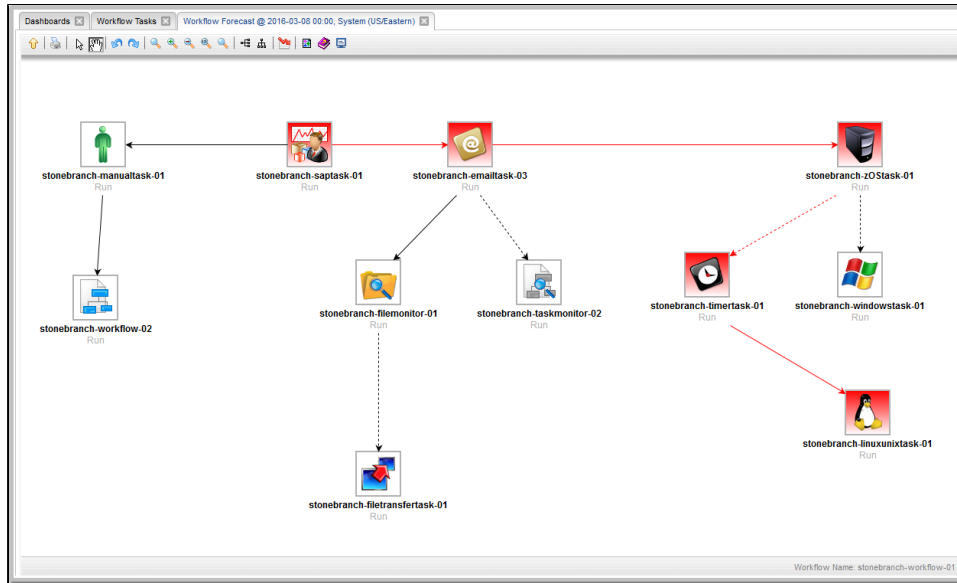 Dashboards
Workflow Tasks
Workflow Forecast @ 2016-03-08 00:00, System (US/Eastern)
stonebranch-manualtask-01
Run
stonebranch-saptask-01
Run
stonebranch-emailtask-03
Run
stonebranch-zOStask-01
Run
stonebranch-workflow-02
Run
stonebranch-filemonitor-01
Run
stonebranch-taskmonitor-02
Run
stonebranch-timertask-01
Run
stonebranch-windowstask-01
Run
stonebranch-linuxunixtask-01
Run
stonebranch-filetransfertask-01
Run
Workflow Name: stonebranch-workflow-01